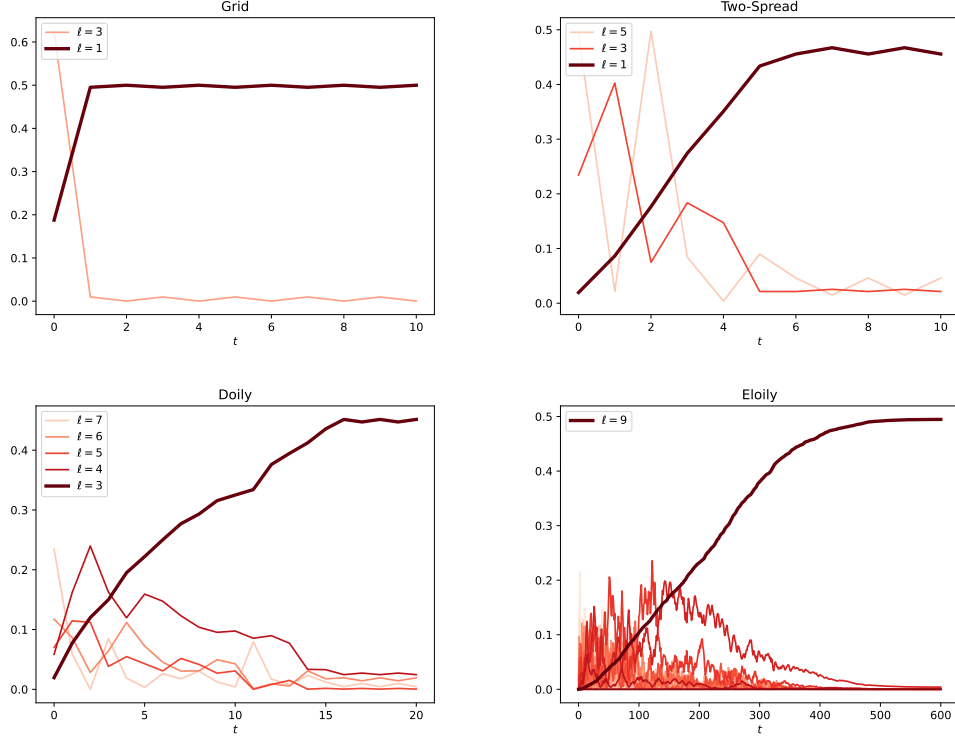 Grid
ℓ = 3
ℓ = 1
0.6
0.5
0.4
0.3
0.2
0.1
0.0
0 2 4 6 8 10
t
Two-Spread
ℓ = 5
ℓ = 3
ℓ = 1
0.5
0.4
0.3
0.2
0.1
0.0
0 2 4 6 8 10
t
Doily
ℓ = 7
ℓ = 6
ℓ = 5
ℓ = 4
ℓ = 3
0.4
0.3
0.2
0.1
0.0
0 5 10 15 20
t
Eloily
ℓ = 9
0.5
0.4
0.3
0.2
0.1
0.0
0 100 200 300 400 500 600
t